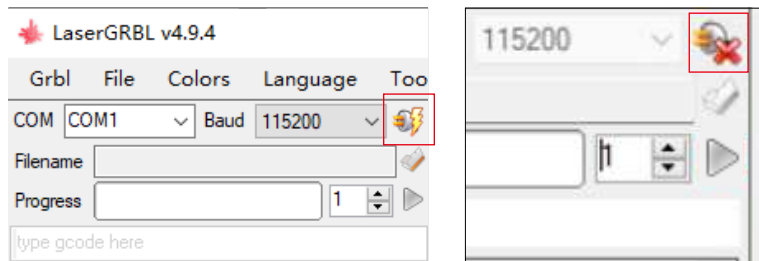 LaserGRBL v4.9.4
Grbl File Colors Language Too
COM COM1 Baud 115200
Filename
Progress 1
type gcode here
115200
1